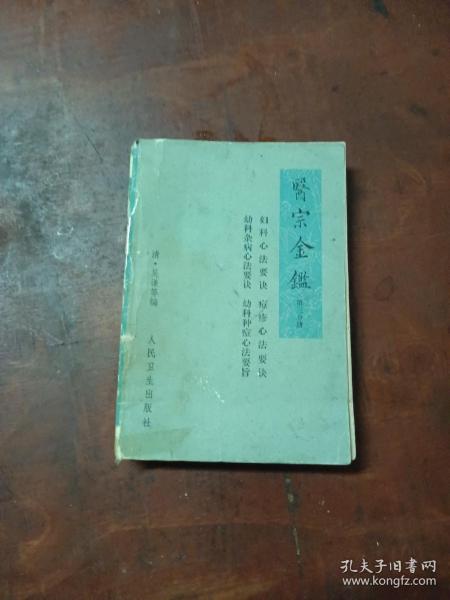 醫宗金鑑
第三分册
妇科心法要诀 痘疹心法要诀
幼科杂病心法要诀 幼科种痘心法要旨
清·吴谦等编
人民卫生出版社
孔夫子旧书网
www.kongfz.com